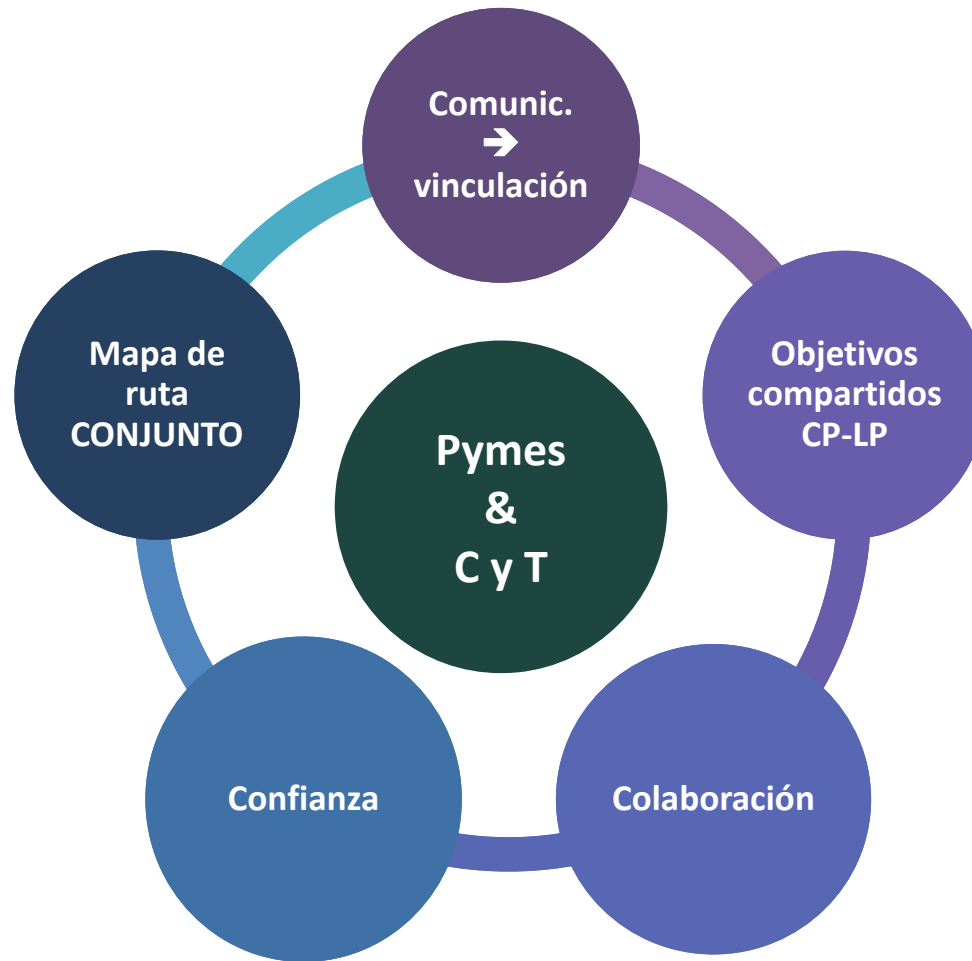 Comunic.
➔
vinculación
Objetivos
compartidos
CP-LP
Colaboración
Confianza
Mapa de
ruta
CONJUNTO
Pymes
&
C y T